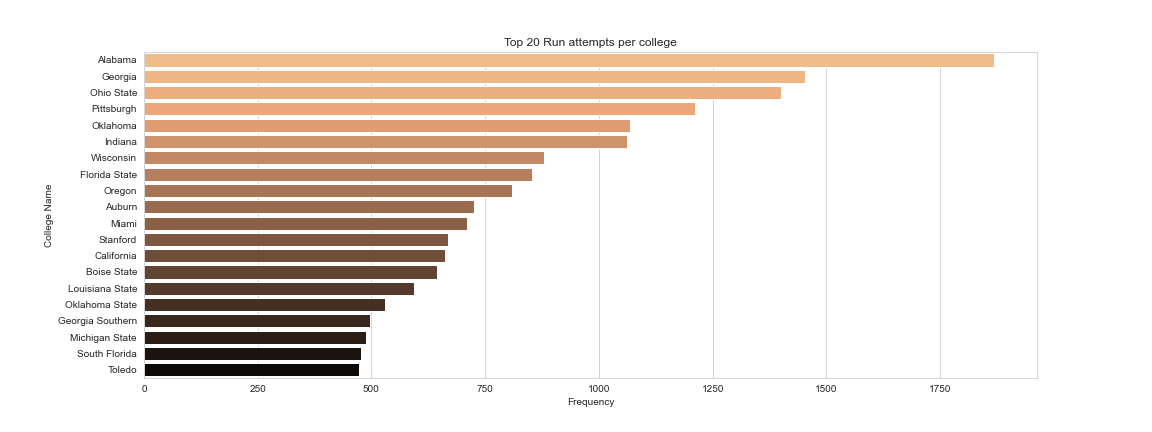 Top 20 Run attempts per college
College Name
Alabama
Georgia
Ohio State
Pittsburgh
Oklahoma
Indiana
Wisconsin
Florida State
Oregon
Auburn
Miami
Stanford
California
Boise State
Louisiana State
Oklahoma State
Georgia Southern
Michigan State
South Florida
Toledo
0 250 500 750 1000 1250 1500 1750
Frequency